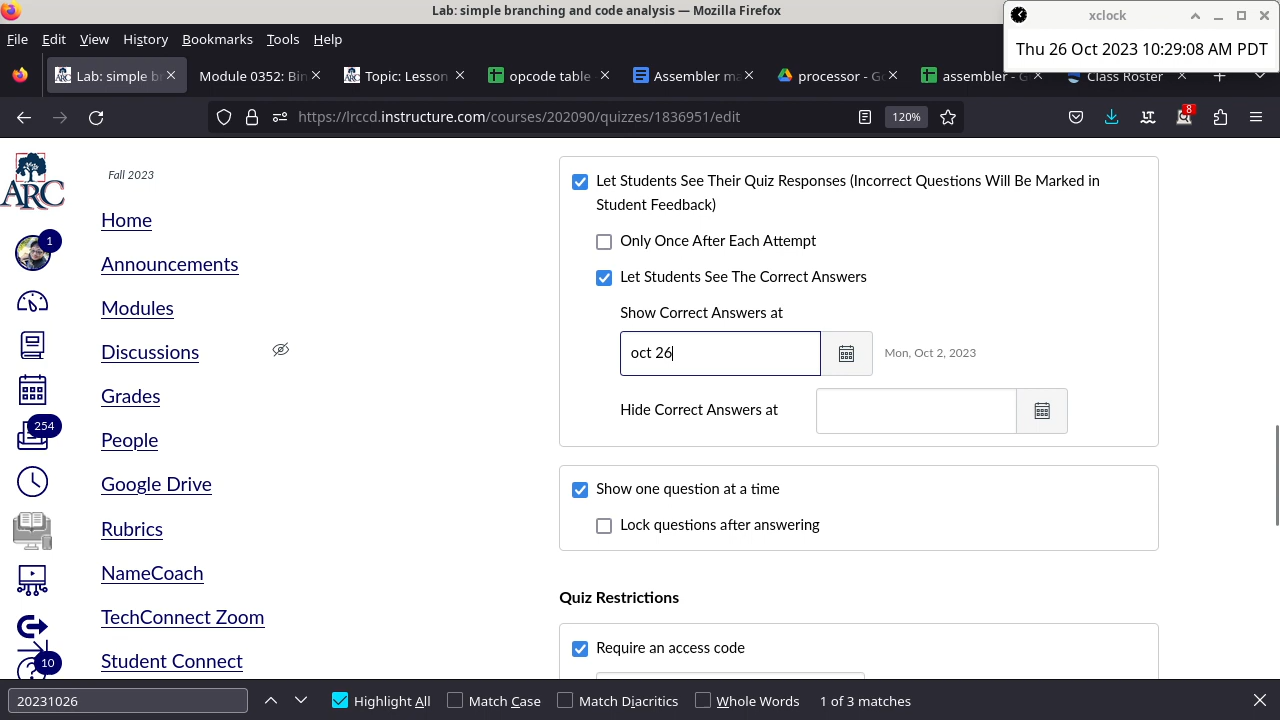 Lab: simple branching and code analysis — Mozilla Firefox
xclock
Thu 26 Oct 2023 10:29:08 AM PDT
File Edit View History Bookmarks Tools Help
Lab: simple br
Module 0352: Bin
Topic: Lesson
opcode table -
Assembler ma
processor - Go
assembler - G
Class Roster
https://lrccd.instructure.com/courses/202090/quizzes/1836951/edit
120%
8
ARC
Fall 2023
1
254
10
Home
Announcements
Modules
Discussions
Grades
People
Google Drive
Rubrics
NameCoach
TechConnect Zoom
Student Connect
Let Students See Their Quiz Responses (Incorrect Questions Will Be Marked in
Student Feedback)
Only Once After Each Attempt
Let Students See The Correct Answers
Show Correct Answers at
oct 26
Mon, Oct 2, 2023
Hide Correct Answers at
Show one question at a time
Lock questions after answering
Quiz Restrictions
Require an access code
20231026
Highlight All
Match Case
Match Diacritics
Whole Words
1 of 3 matches